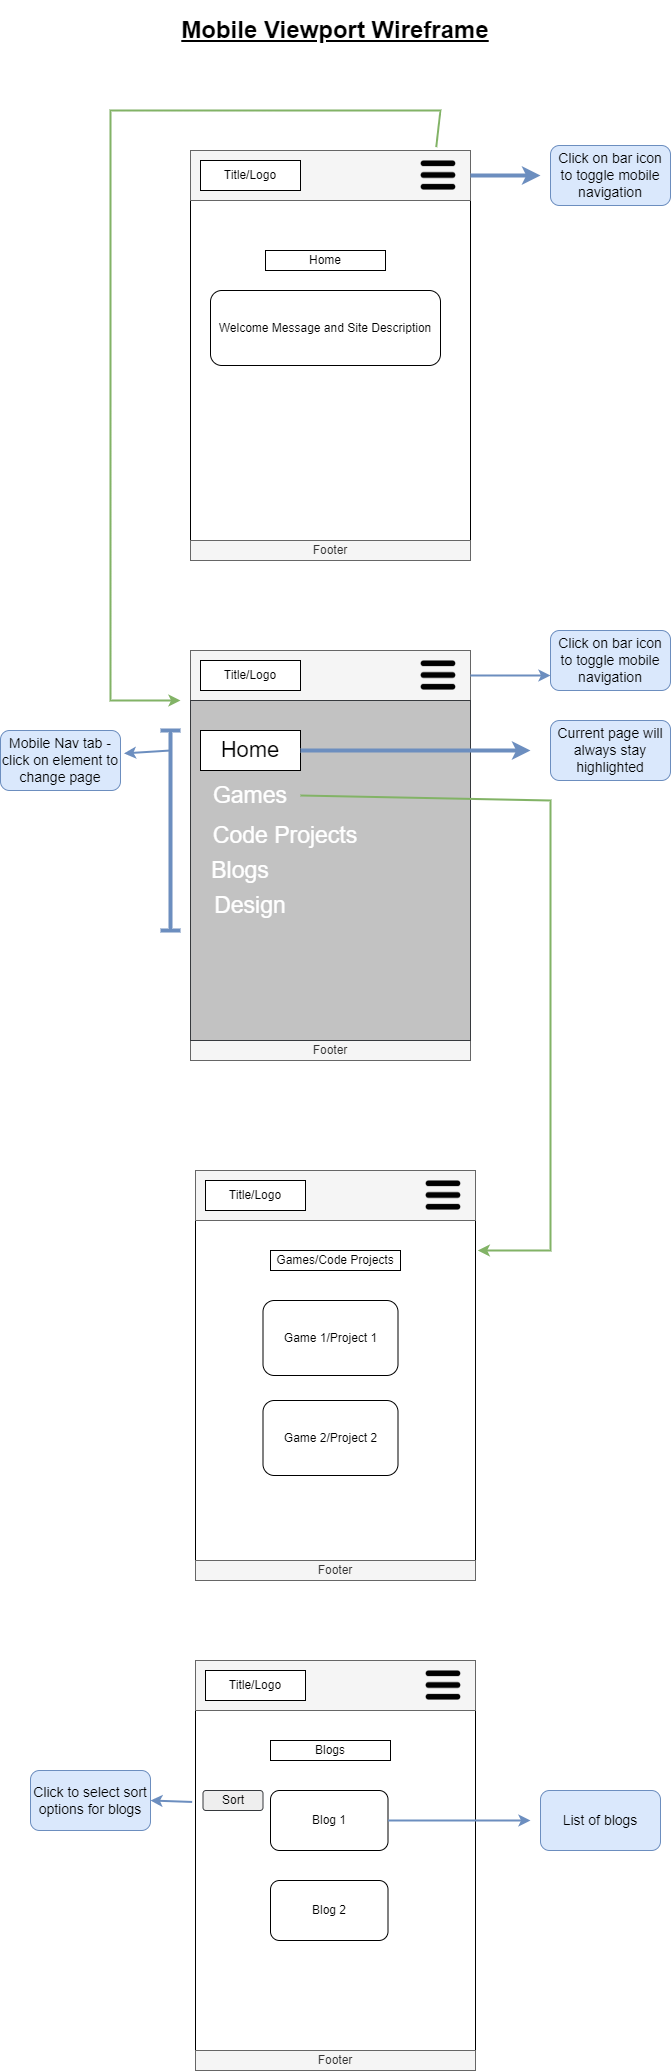 Mobile Viewport Wireframe
Title/Logo
Click on bar icon
to toggle mobile
navigation
Home
Welcome Message and Site Description
Footer
Title/Logo
Click on bar icon
to toggle mobile
navigation
Mobile Nav tab -
click on element to
change page
Home
Current page will
always stay
highlighted
Games
Code Projects
Blogs
Design
Footer
Title/Logo
Games/Code Projects
Game 1/Project 1
Game 2/Project 2
Footer
Title/Logo
Blogs
Click to select sort
options for blogs
Sort
Blog 1
List of blogs
Blog 2
Footer